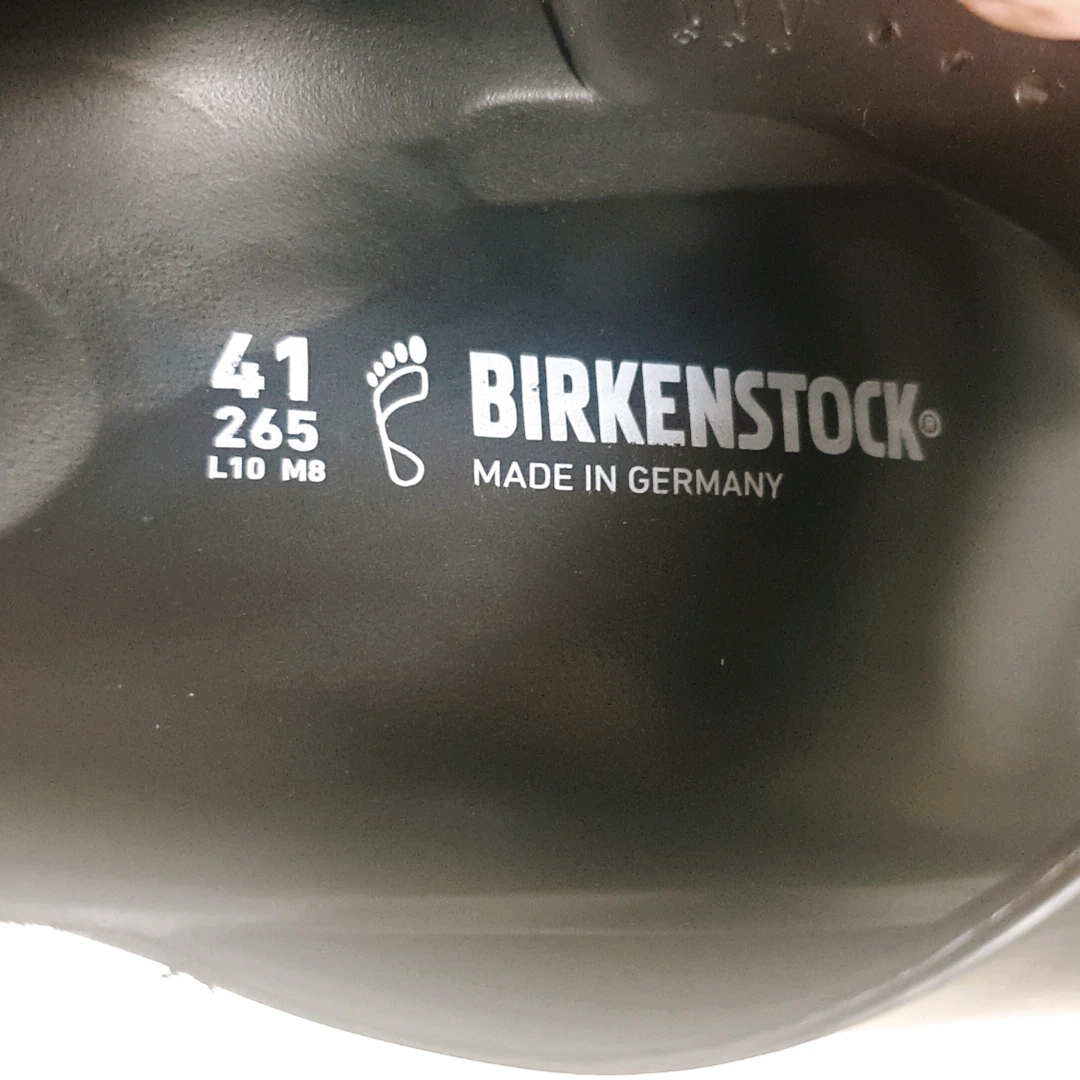 41
265
L10 M8
BIRKENSTOCK®
MADE IN GERMANY